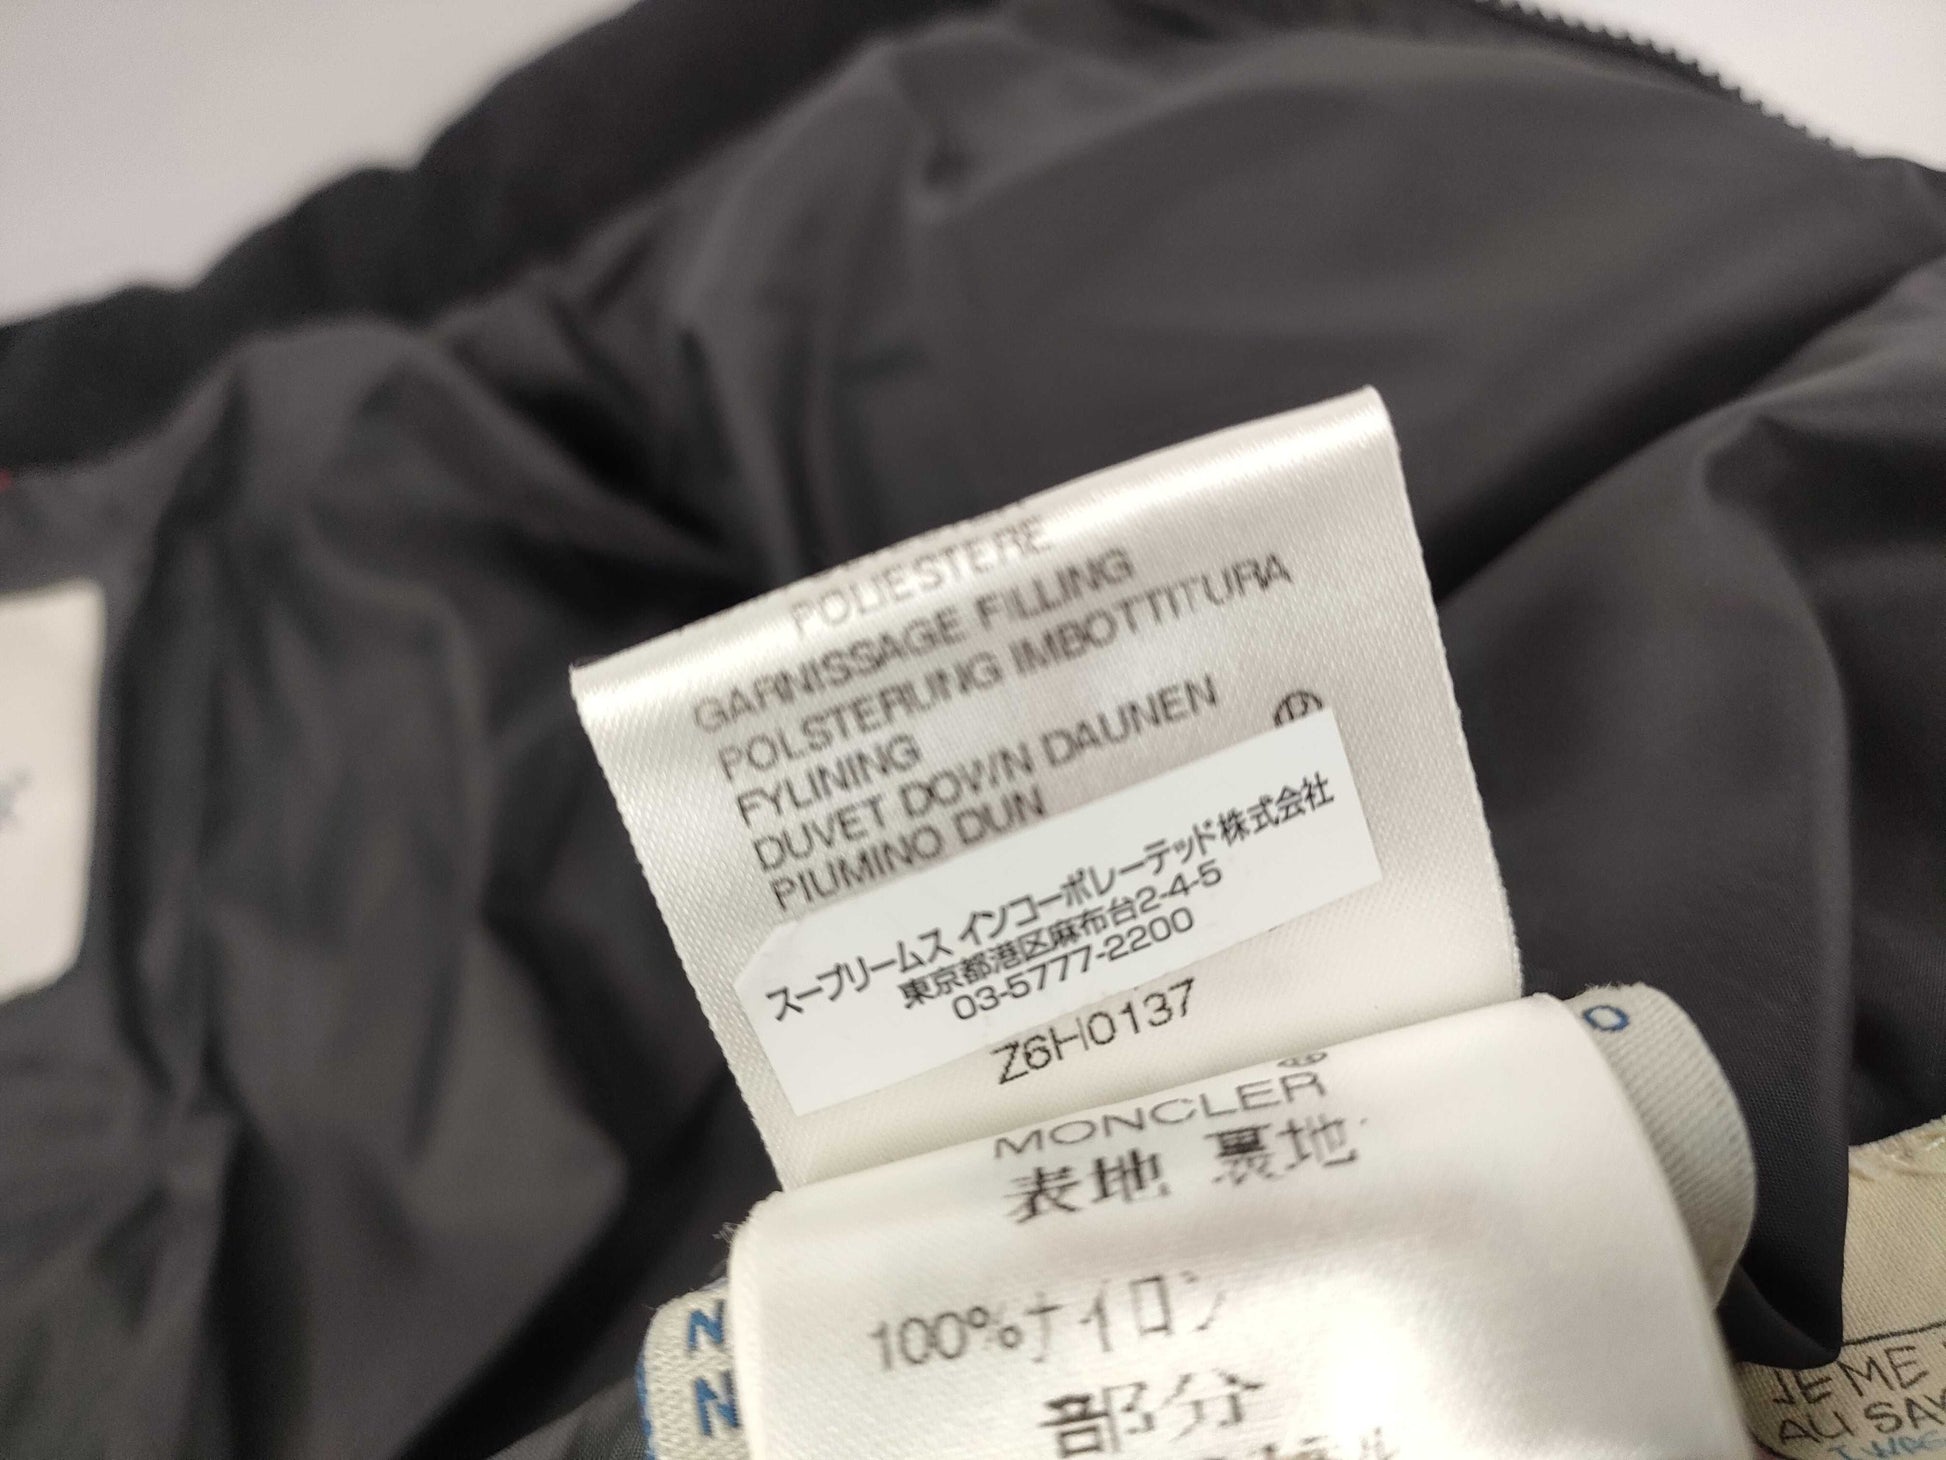 POLIESTERE
GARNISSAGE FILLING
POLSTERUNG IMBOTTITURA
FYLINING
DUVET DOWN DAUNEN
PIUMINO DUN
スープリームス インコーポレーテッド株式会社
東京都港区麻布台2-4-5
03-5777-2200
Z6H0137
MONCLER®
表地 裏地
100%ナイロン
部分
N
N
O
JE ME
AU